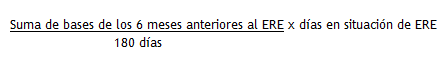 Suma de bases de los 6 meses anteriores al ERE x días en situación de ERE
180 días